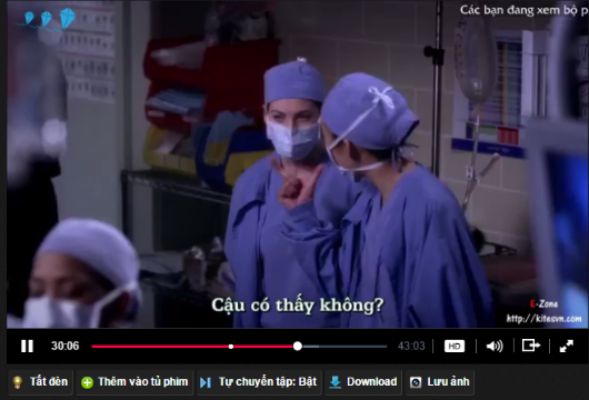 Các bạn đang xem bộ p
Cậu có thấy không?
E-Zone
http://kitesvn.com
30:06
43:03
HD
Tắt đèn
Thêm vào tủ phim
Tự chuyển tập: Bật
Download
Lưu ảnh